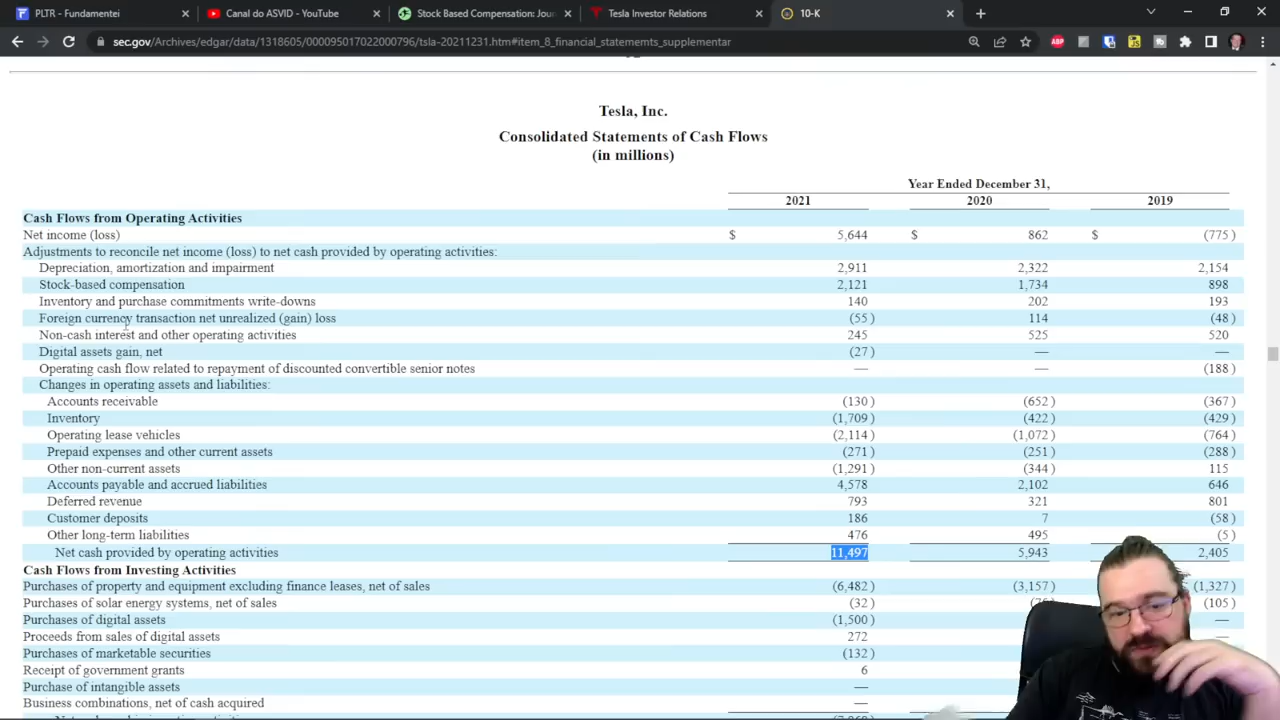 PLTR - Fundamentei
Canal do ASVID - YouTube
Stock Based Compensation: Jou
Tesla Investor Relations
10-K
sec.gov/Archives/edgar/data/1318605/000095017022000796/tsla-20211231.htm#item_8_financial_statememts_supplementar
Tesla, Inc.
Consolidated Statements of Cash Flows
(in millions)
Year Ended December 31,
2021 2020 2019
Cash Flows from Operating Activities
Net income (loss) $ 5,644 $ 862 $ (775 )
Adjustments to reconcile net income (loss) to net cash provided by operating activities:
Depreciation, amortization and impairment 2,911 2,322 2,154
Stock-based compensation 2,121 1,734 898
Inventory and purchase commitments write-downs 140 202 193
Foreign currency transaction net unrealized (gain) loss (55 ) 114 (48 )
Non-cash interest and other operating activities 245 525 520
Digital assets gain, net (27 ) — —
Operating cash flow related to repayment of discounted convertible senior notes — — (188 )
Changes in operating assets and liabilities:
Accounts receivable (130 ) (652 ) (367 )
Inventory (1,709 ) (422 ) (429 )
Operating lease vehicles (2,114 ) (1,072 ) (764 )
Prepaid expenses and other current assets (271 ) (251 ) (288 )
Other non-current assets (1,291 ) (344 ) 115
Accounts payable and accrued liabilities 4,578 2,102 646
Deferred revenue 793 321 801
Customer deposits 186 7 (58 )
Other long-term liabilities 476 495 (5 )
Net cash provided by operating activities 11,497 5,943 2,405
Cash Flows from Investing Activities
Purchases of property and equipment excluding finance leases, net of sales (6,482 ) (3,157 ) (1,327 )
Purchases of solar energy systems, net of sales (32 ) (105 )
Purchases of digital assets (1,500 ) —
Proceeds from sales of digital assets 272 —
Purchases of marketable securities (132 )
Receipt of government grants 6
Purchase of intangible assets —
Business combinations, net of cash acquired —